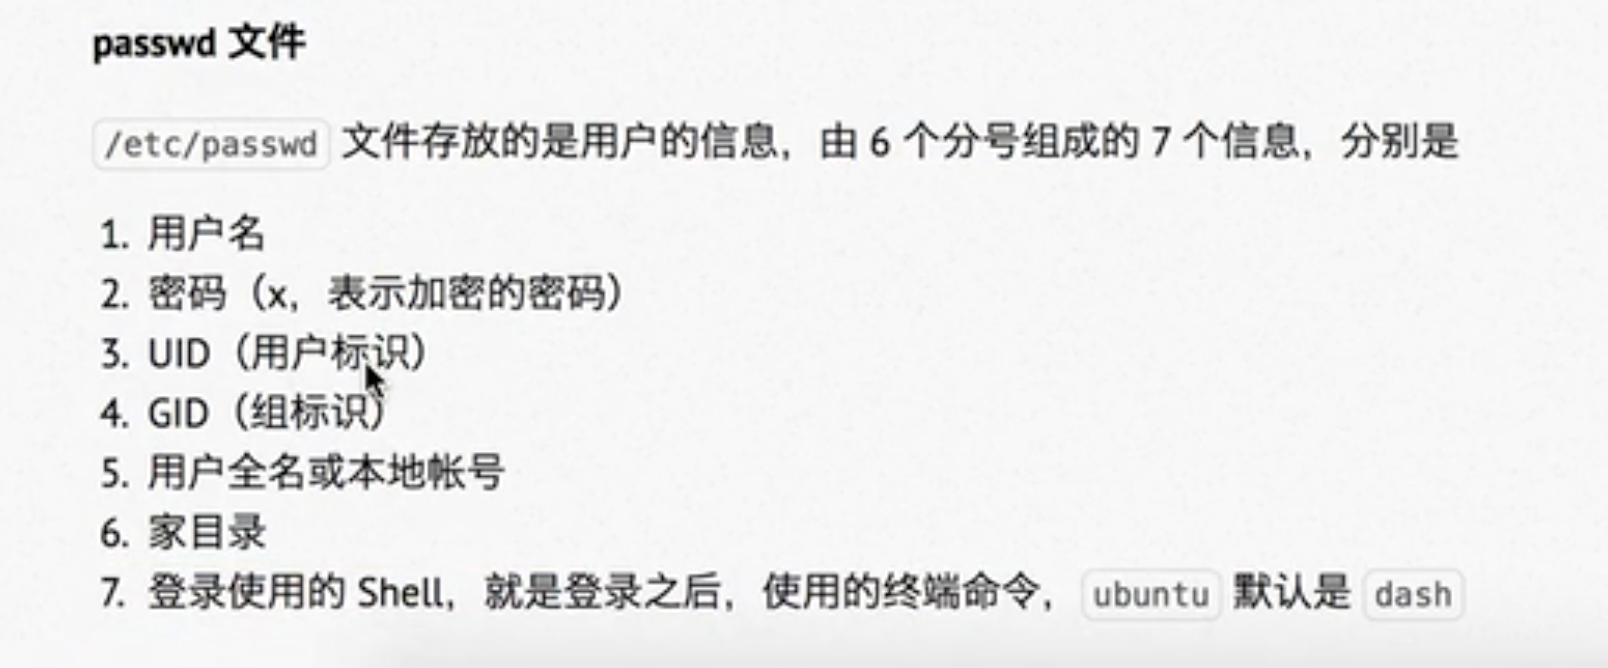 passwd 文件
/etc/passwd 文件存放的是用户的信息，由 6 个分号组成的 7 个信息，分别是
1. 用户名
2. 密码（x，表示加密的密码）
3. UID（用户标识）
4. GID（组标识）
5. 用户全名或本地帐号
6. 家目录
7. 登录使用的 Shell，就是登录之后，使用的终端命令，ubuntu 默认是 dash